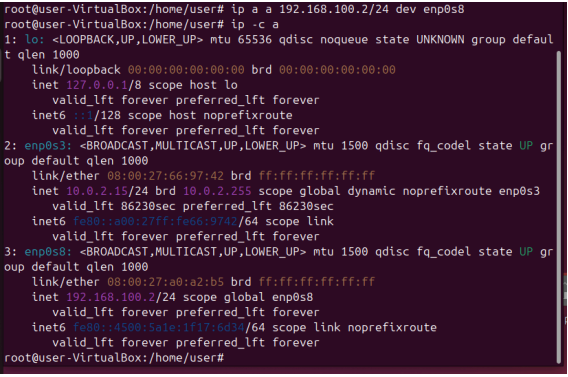 root@user-VirtualBox:/home/user# ip a a 192.168.100.2/24 dev enp0s8
root@user-VirtualBox:/home/user# ip -c a
1: lo: <LOOPBACK,UP,LOWER_UP> mtu 65536 qdisc noqueue state UNKNOWN group defaul
t qlen 1000
    link/loopback 00:00:00:00:00:00 brd 00:00:00:00:00:00
    inet 127.0.0.1/8 scope host lo
       valid_lft forever preferred_lft forever
    inet6 ::1/128 scope host noprefixroute
       valid_lft forever preferred_lft forever
2: enp0s3: <BROADCAST,MULTICAST,UP,LOWER_UP> mtu 1500 qdisc fq_codel state UP gr
oup default qlen 1000
    link/ether 08:00:27:66:97:42 brd ff:ff:ff:ff:ff:ff
    inet 10.0.2.15/24 brd 10.0.2.255 scope global dynamic noprefixroute enp0s3
       valid_lft 86230sec preferred_lft 86230sec
    inet6 fe80::a00:27ff:fe66:9742/64 scope link
       valid_lft forever preferred_lft forever
3: enp0s8: <BROADCAST,MULTICAST,UP,LOWER_UP> mtu 1500 qdisc fq_codel state UP gr
oup default qlen 1000
    link/ether 08:00:27:a0:a2:b5 brd ff:ff:ff:ff:ff:ff
    inet 192.168.100.2/24 scope global enp0s8
       valid_lft forever preferred_lft forever
    inet6 fe80::4500:5a1e:1f17:6d34/64 scope link noprefixroute
       valid_lft forever preferred_lft forever
root@user-VirtualBox:/home/user#